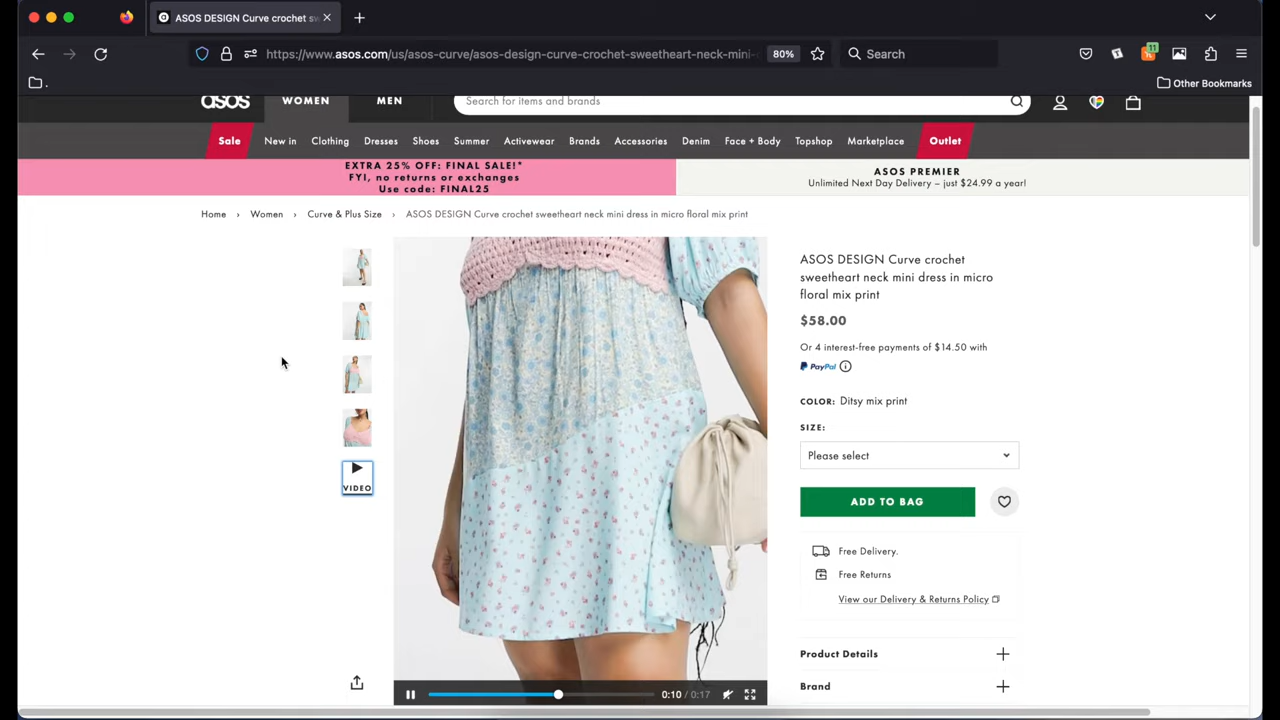 ASOS DESIGN Curve crochet sw
https://www.asos.com/us/asos-curve/asos-design-curve-crochet-sweetheart-neck-mini-
80%
Search
11
.
Other Bookmarks
asos
WOMEN
MEN
Search for items and brands
Sale
New in
Clothing
Dresses
Shoes
Summer
Activewear
Brands
Accessories
Denim
Face + Body
Topshop
Marketplace
Outlet
EXTRA 25% OFF: FINAL SALE!*
FYI, no returns or exchanges
Use code: FINAL25
ASOS PREMIER
Unlimited Next Day Delivery – just $24.99 a year!
Home › Women › Curve & Plus Size › ASOS DESIGN Curve crochet sweetheart neck mini dress in micro floral mix print
VIDEO
0:10 / 0:17
ASOS DESIGN Curve crochet
sweetheart neck mini dress in micro
floral mix print
$58.00
Or 4 interest-free payments of $14.50 with
PayPal
COLOR: Ditsy mix print
SIZE:
Please select
ADD TO BAG
Free Delivery.
Free Returns
View our Delivery & Returns Policy
Product Details
Brand